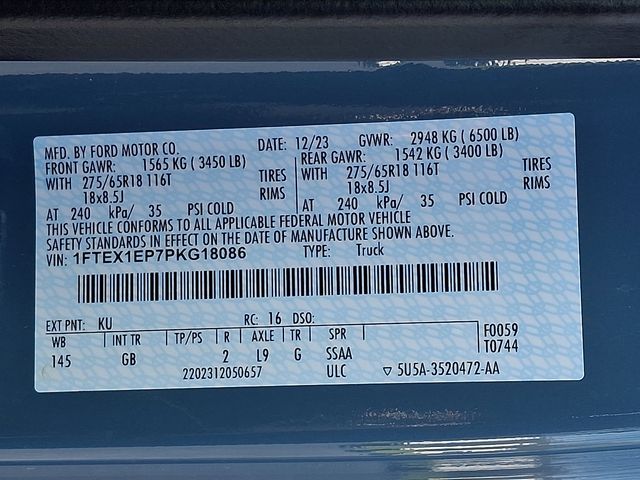 MFD. BY FORD MOTOR CO. DATE: 12/23 GVWR: 2948 KG ( 6500 LB)
FRONT GAWR: 1565 KG ( 3450 LB) REAR GAWR: 1542 KG ( 3400 LB)
WITH 275/65R18 116T TIRES WITH 275/65R18 116T TIRES
18x8.5J RIMS 18x8.5J RIMS
AT 240 kPa/ 35 PSI COLD AT 240 kPa/ 35 PSI COLD
THIS VEHICLE CONFORMS TO ALL APPLICABLE FEDERAL MOTOR VEHICLE
SAFETY STANDARDS IN EFFECT ON THE DATE OF MANUFACTURE SHOWN ABOVE.
VIN: 1FTEX1EP7PKG18086 TYPE: Truck
EXT PNT: KU RC: 16 DSO:
WB INT TR TP/PS R AXLE TR SPR F0059
145 GB 2 L9 G SSAA T0744
2202312050657 ULC ▽ 5U5A-3520472-AA